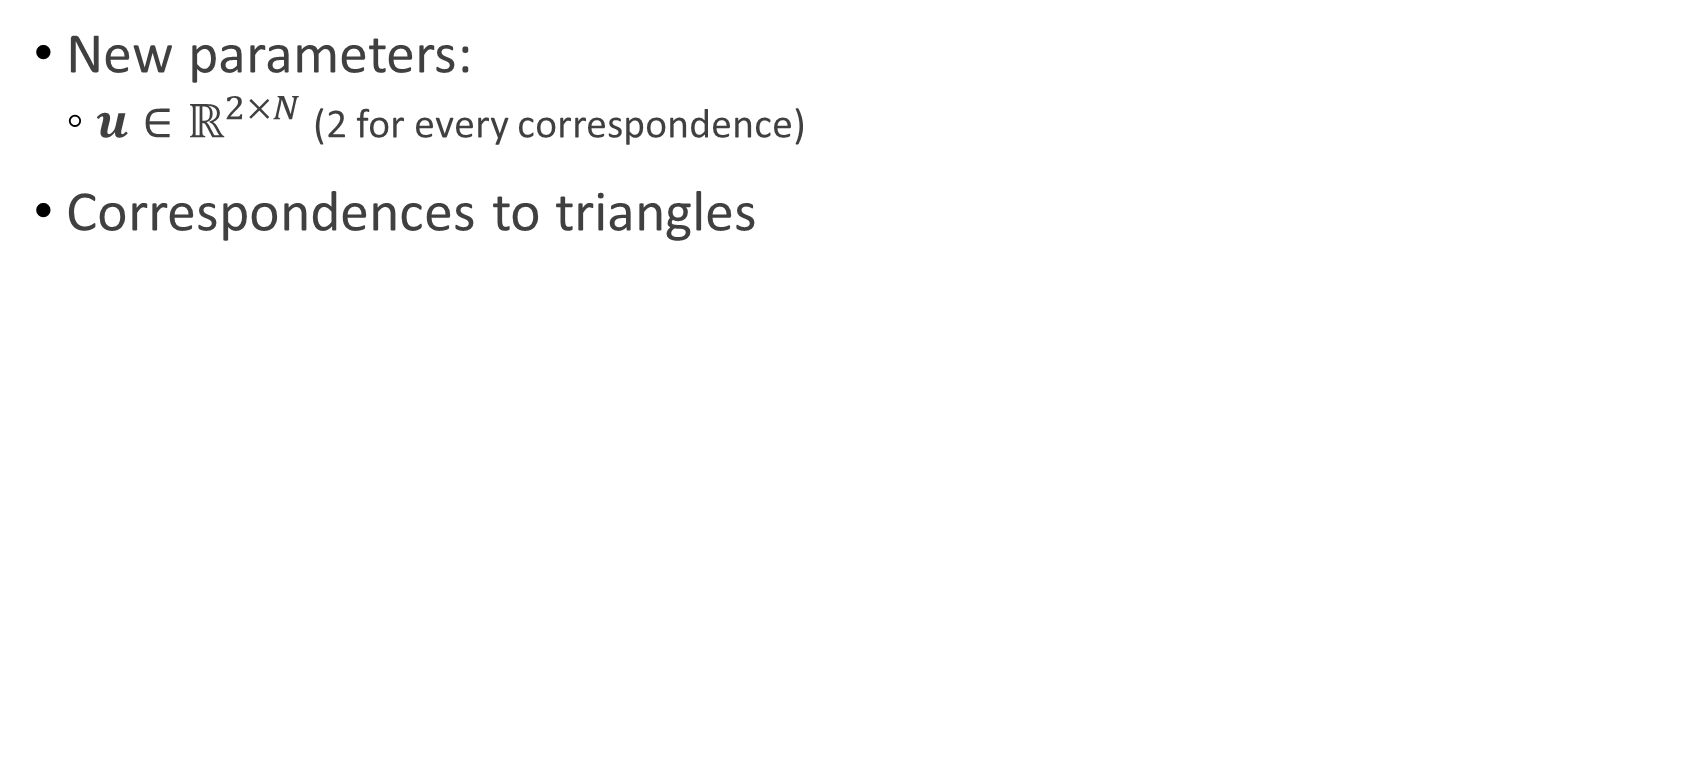 • New parameters:
◦ 𝒖 ∈ ℝ^{2×N} (2 for every correspondence)
• Correspondences to triangles